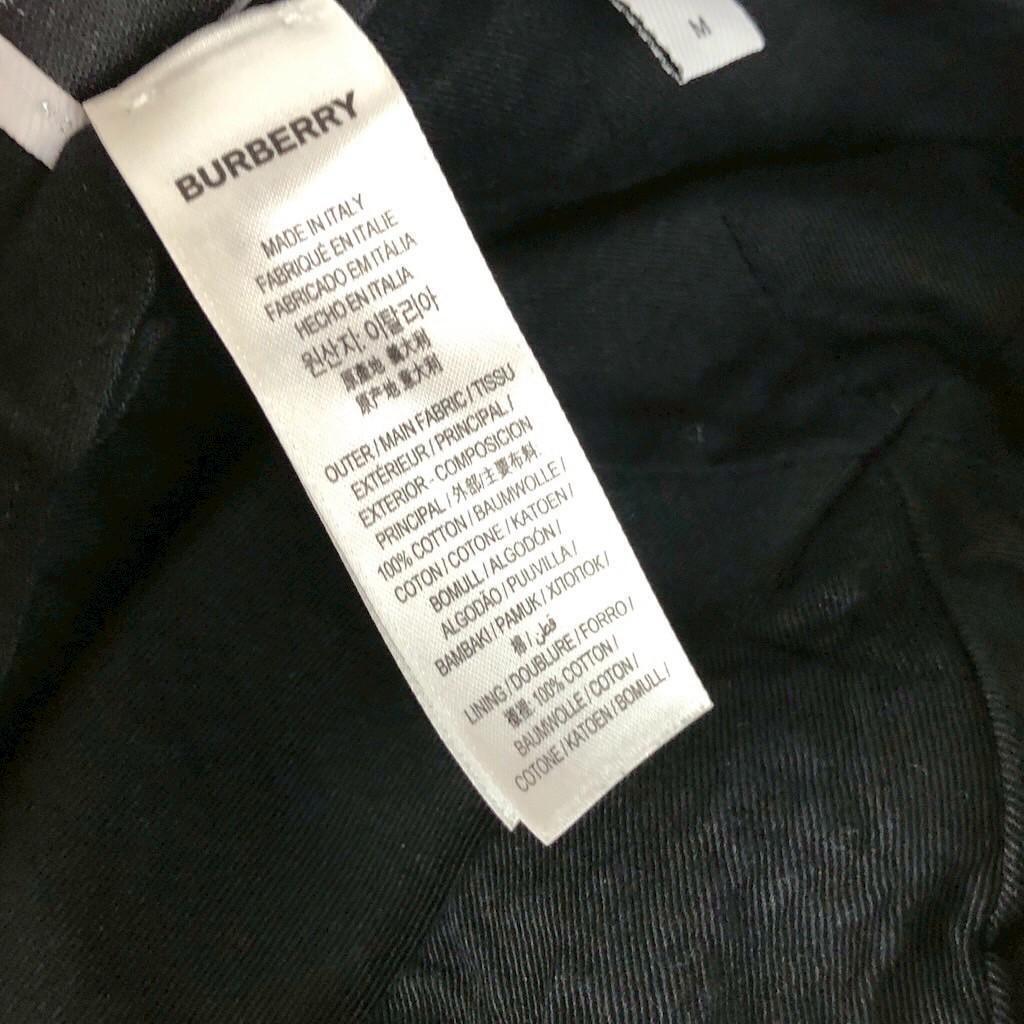 BURBERRY
MADE IN ITALY
FABRIQUÉ EN ITALIE
FABRICADO EM ITÁLIA
HECHO EN ITALIA
원산지: 이탈리아
原產地: 義大利
原产地: 意大利
OUTER / MAIN FABRIC / TISSU
EXTÉRIEUR / PRINCIPAL /
EXTERIOR - COMPOSICION
PRINCIPAL / 外部/主要布料:
100% COTTON / BAUMWOLLE /
COTON / COTONE / KATOEN /
BOMULL / ALGODÓN /
ALGODÃO / PUUVILLA /
BAMBAKI / PAMUK / ХЛОПОК /
棉 / قطن
LINING / DOUBLURE / FORRO /
裡: 100% COTTON /
BAUMWOLLE / COTON /
COTONE / KATOEN / BOMULL /
M